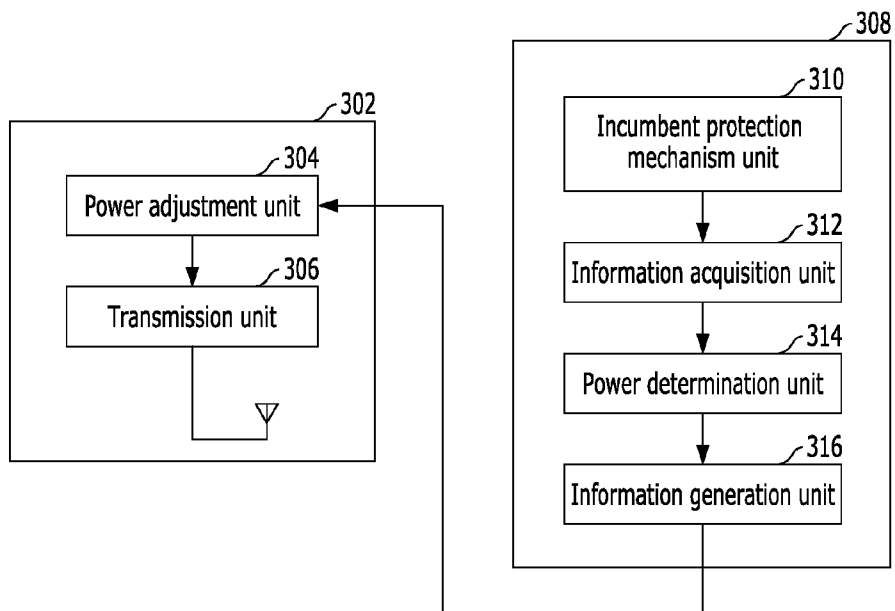 302
304
Power adjustment unit
306
Transmission unit
308
310
Incumbent protection
mechanism unit
312
Information acquisition unit
314
Power determination unit
316
Information generation unit